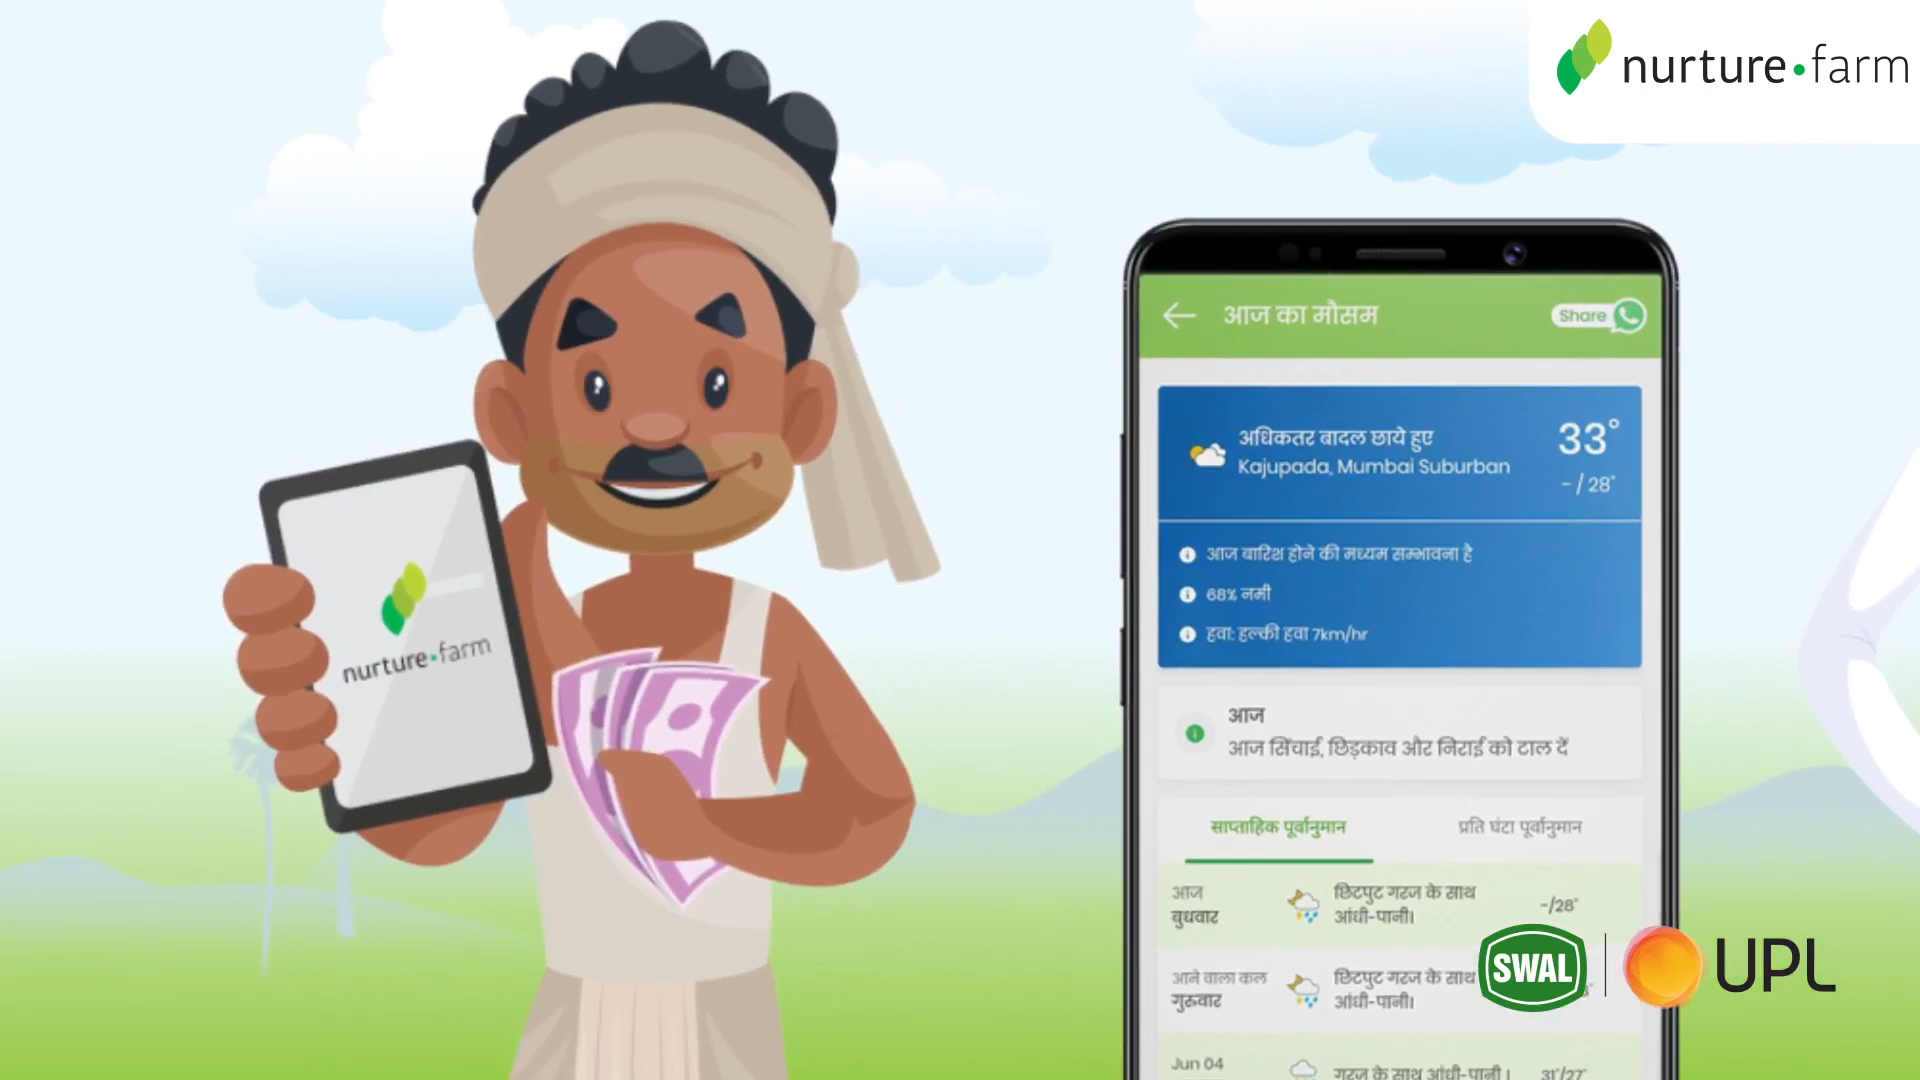 nurture.farm
nurture.farm
आज का मौसम
Share
अधिकतर बादल छाये हुए
Kajupada, Mumbai Suburban
33°
- / 28°
आज बारिश होने की मध्यम सम्भावना है
68% नमी
हवा: हल्की हवा 7km/hr
आज
आज सिंचाई, छिड़काव और निराई को टाल दें
साप्ताहिक पूर्वानुमान
प्रति घंटा पूर्वानुमान
आज
बुधवार
छिटपुट गरज के साथ
आंधी-पानी।
-/28°
आने वाला कल
गुरुवार
छिटपुट गरज के साथ
आंधी-पानी।
SWAL
UPL
Jun 04
गरज के साथ आंधी-पानी।
31°/27°